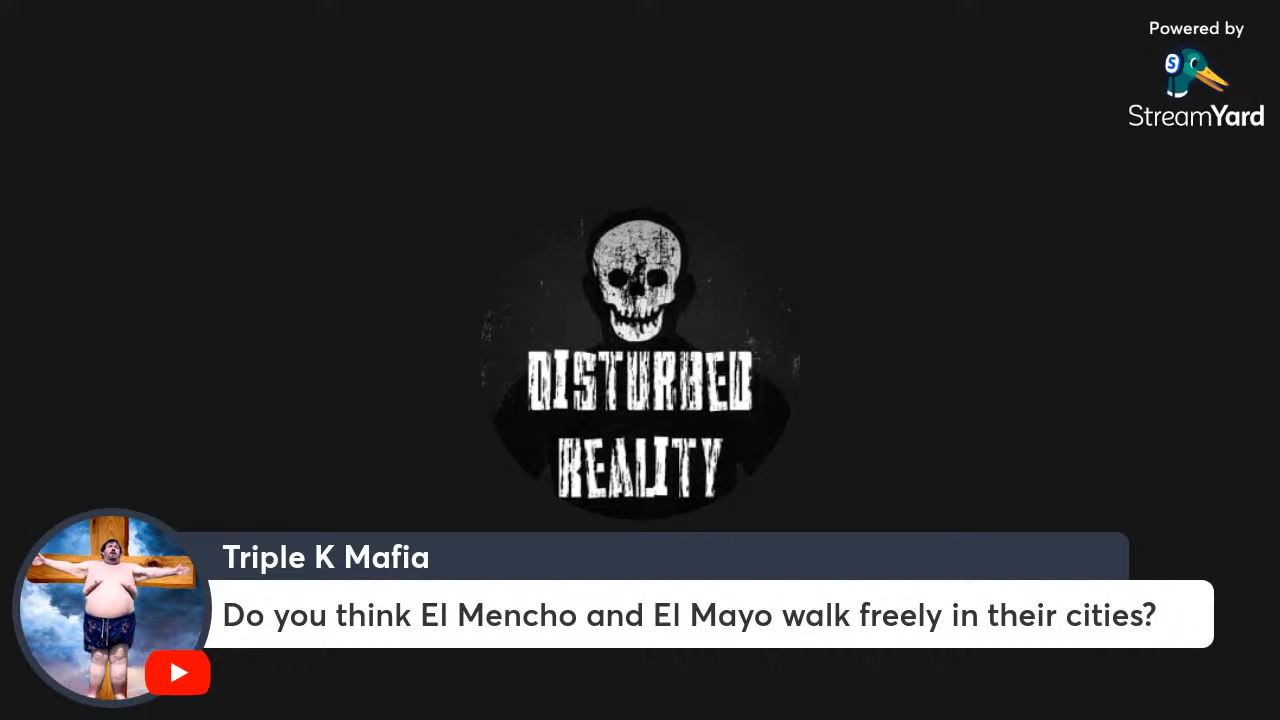 Powered by
S
StreamYard
DISTURBED
REALITY
Triple K Mafia
Do you think El Mencho and El Mayo walk freely in their cities?